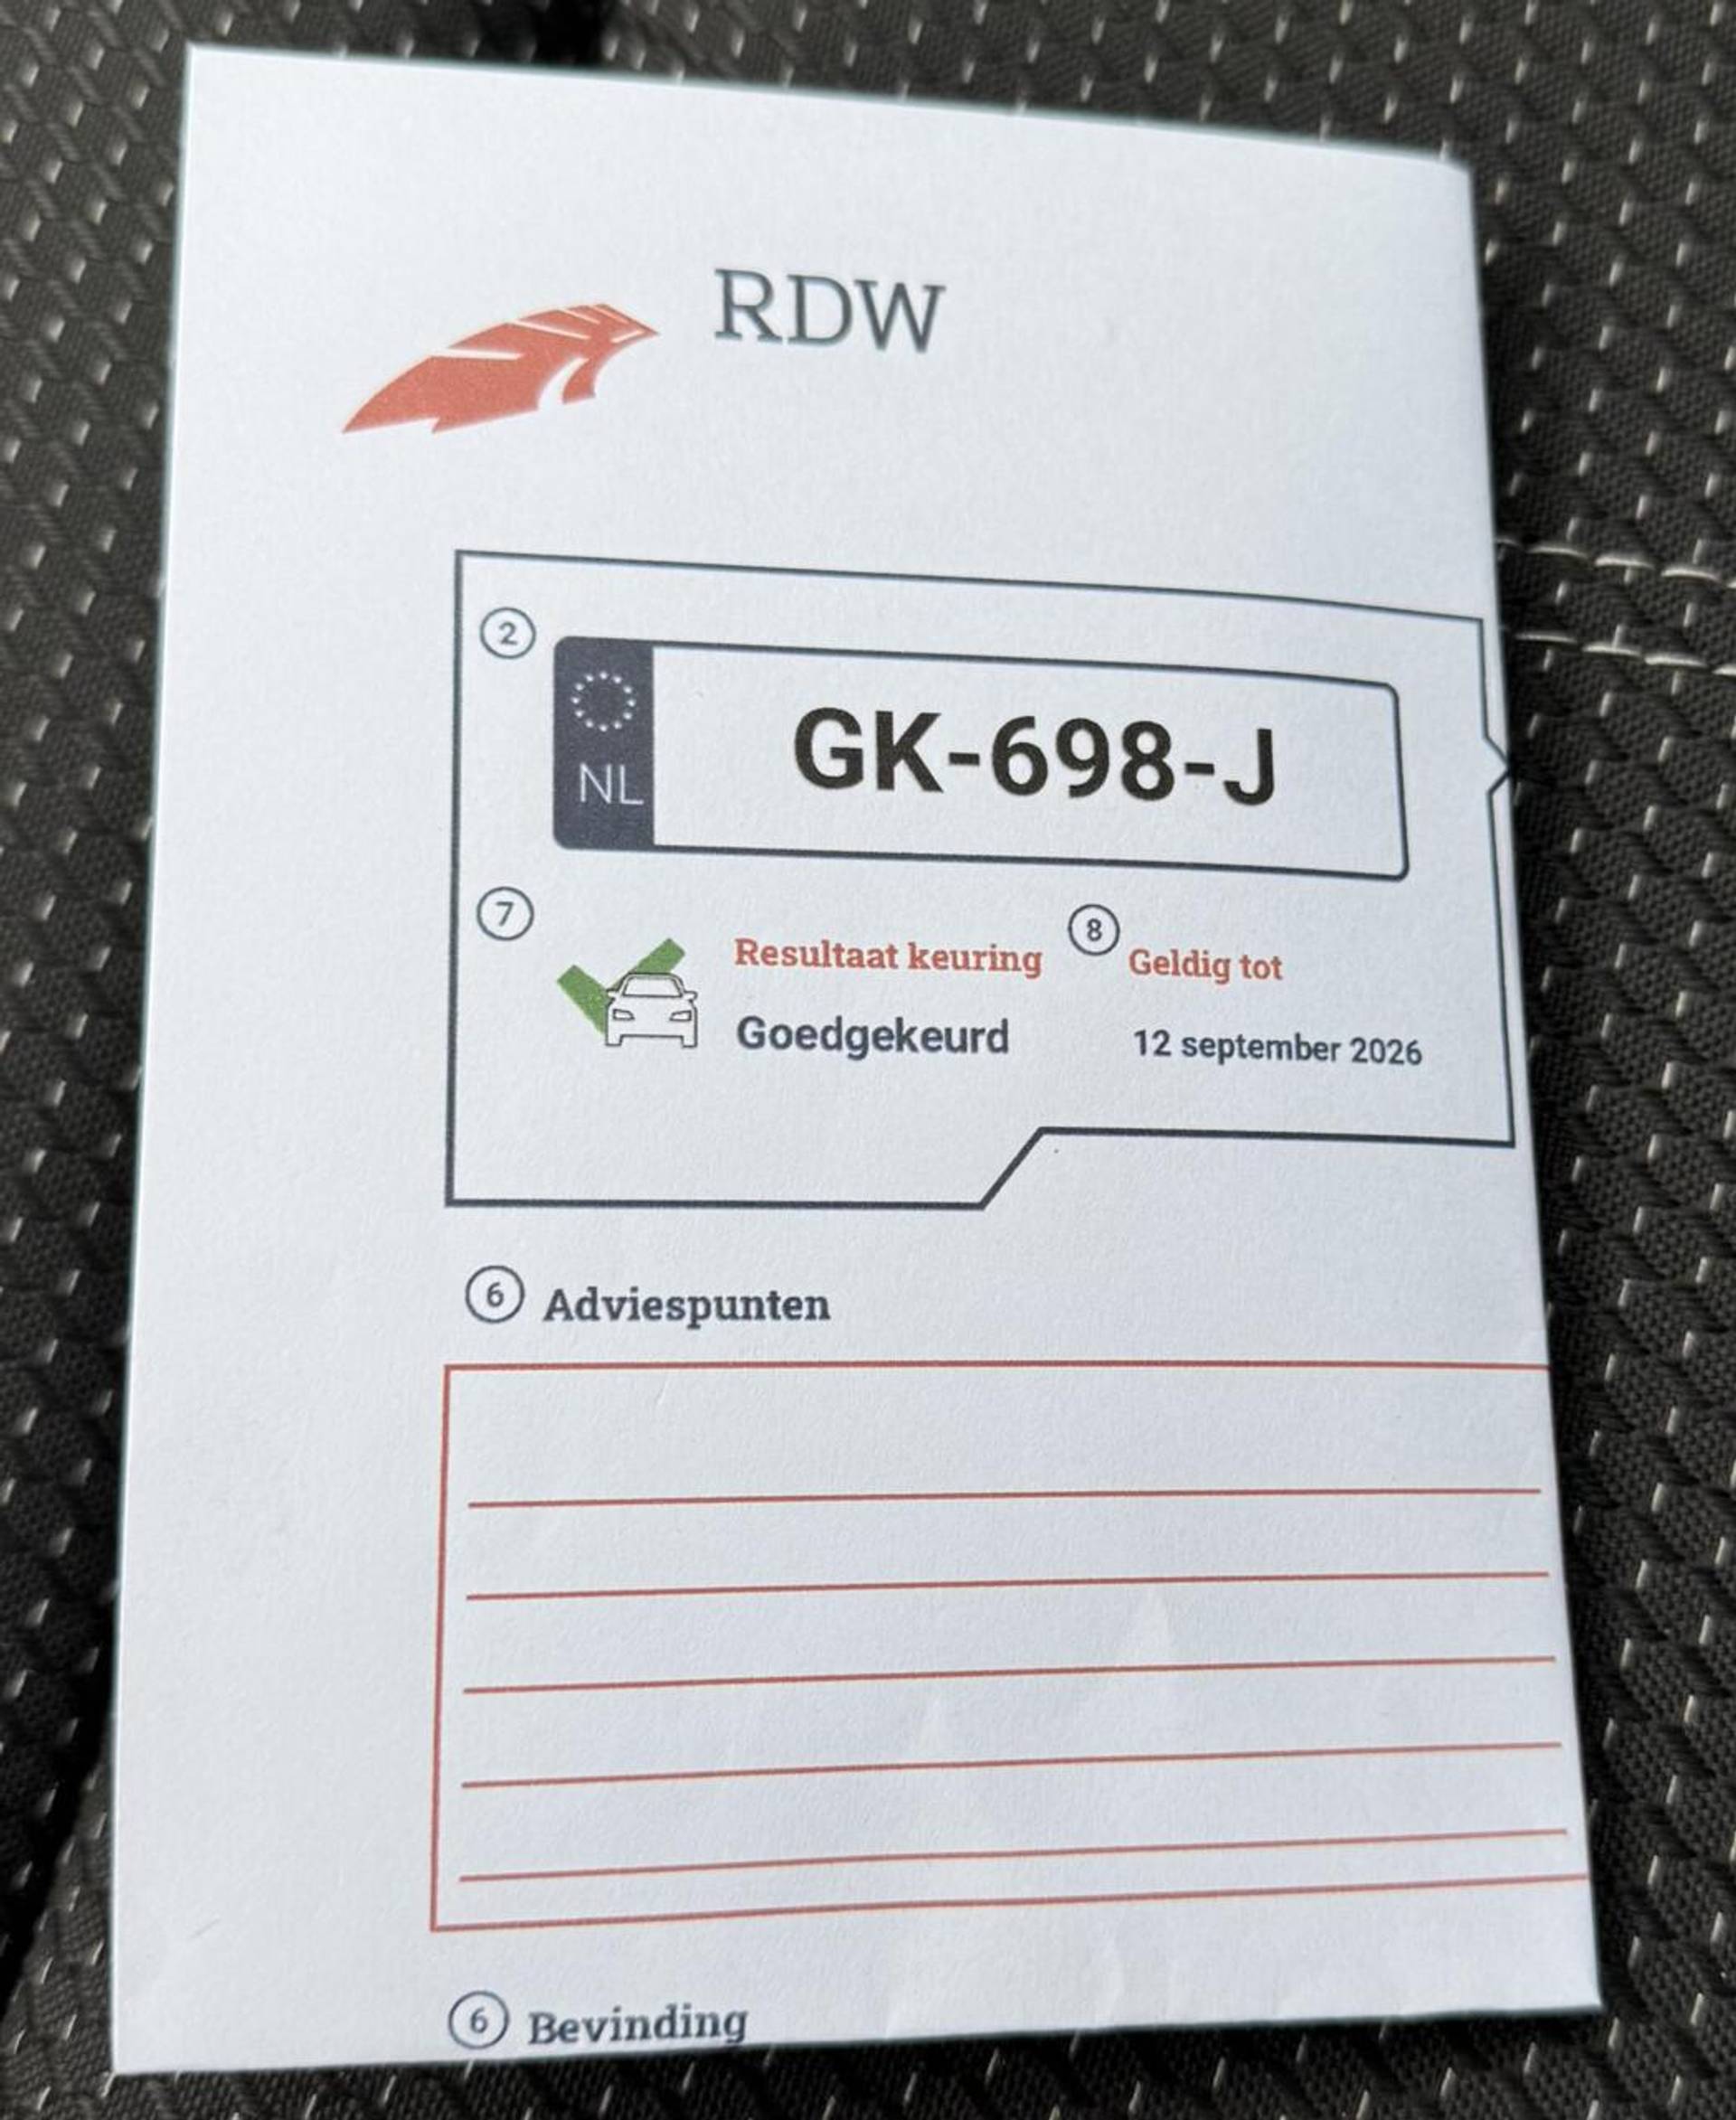 RDW
2
NL
GK-698-J
7
Resultaat keuring
8
Geldig tot
Goedgekeurd
12 september 2026
6 Adviespunten
6 Bevinding